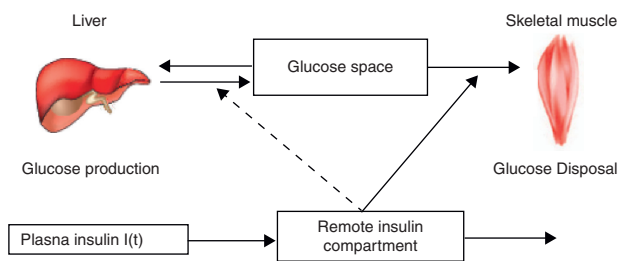 Liver
Skeletal muscle
Glucose space
Glucose production
Glucose Disposal
Plasna insulin I(t)
Remote insulin
compartment